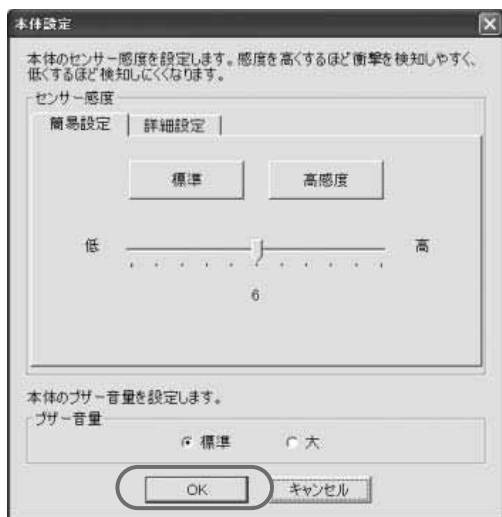 本体設定
本体のセンサー感度を設定します。感度を高くするほど衝撃を検知しやすく、
低くするほど検知しにくくなります。
センサー感度
簡易設定 詳細設定
標準 高感度
低 高
6
本体のブザー音量を設定します。
ブザー音量
標準 大
OK キャンセル